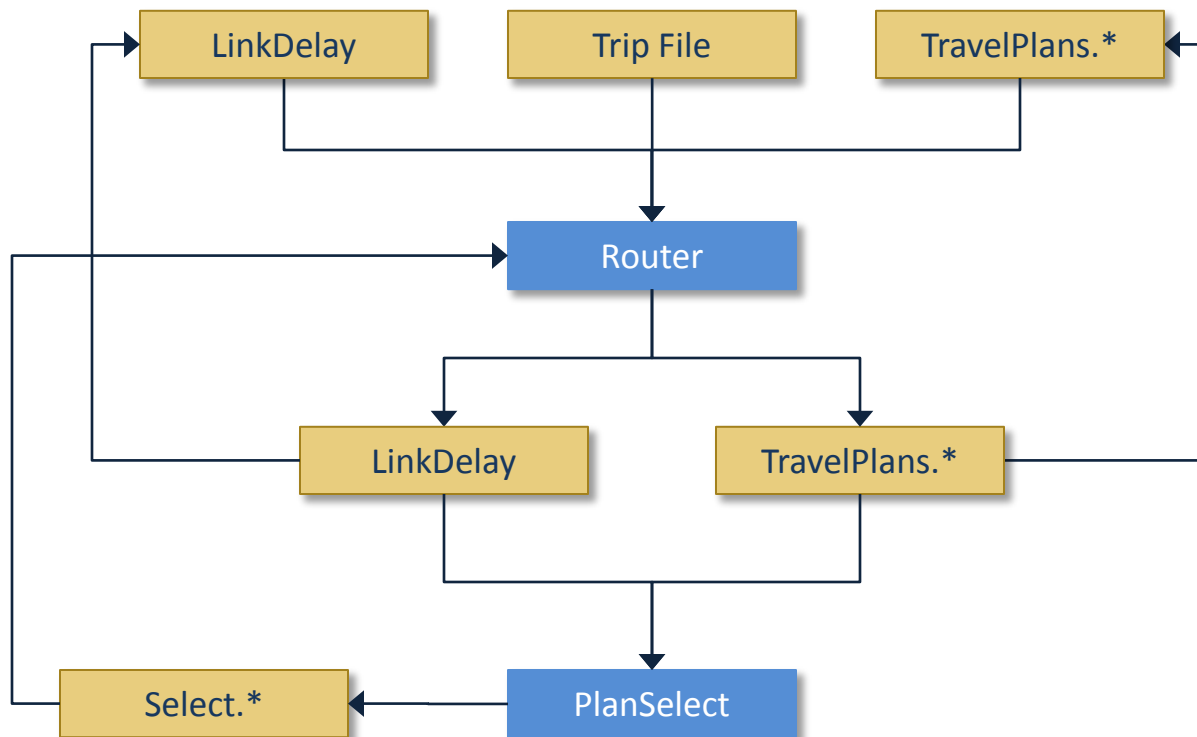 LinkDelay
Trip File
TravelPlans.*
Router
LinkDelay
TravelPlans.*
Select.*
PlanSelect